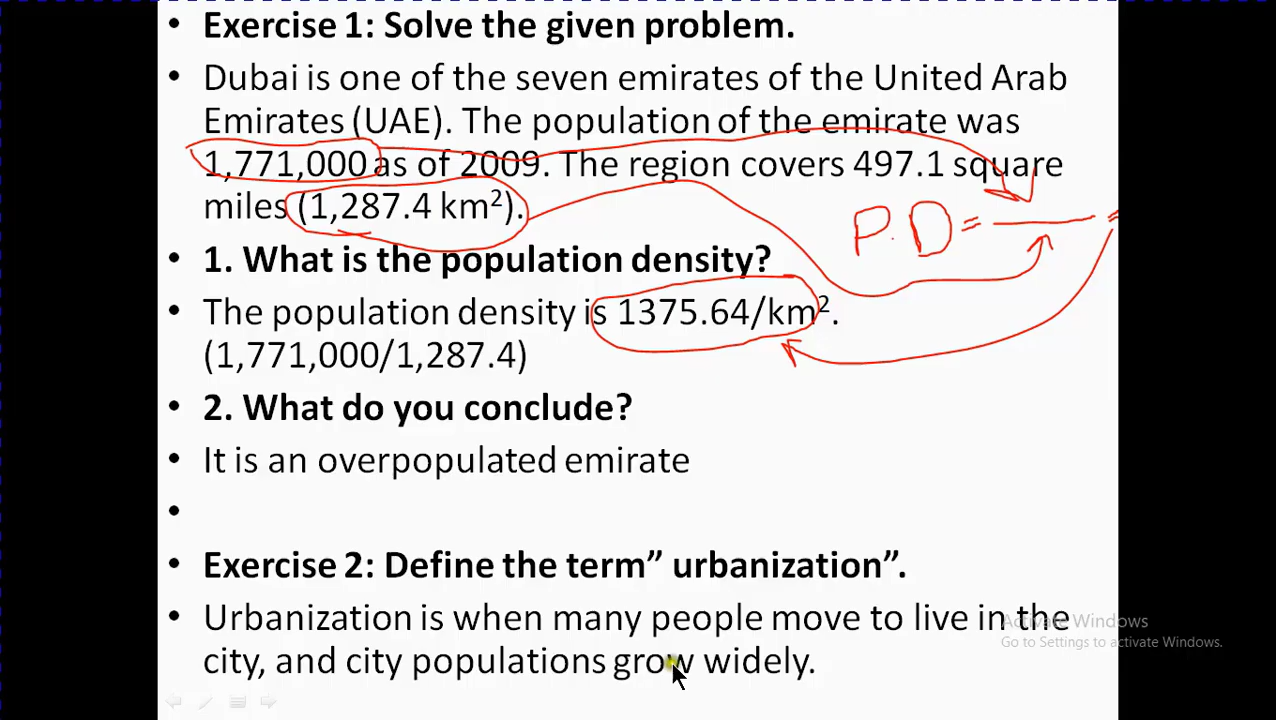 • Exercise 1: Solve the given problem.
• Dubai is one of the seven emirates of the United Arab
Emirates (UAE). The population of the emirate was
1,771,000 as of 2009. The region covers 497.1 square
miles (1,287.4 km²).
P.D = =
• 1. What is the population density?
• The population density is 1375.64/km².
(1,771,000/1,287.4)
• 2. What do you conclude?
• It is an overpopulated emirate
•
• Exercise 2: Define the term” urbanization”.
• Urbanization is when many people move to live in the
city, and city populations grow widely.
Activate Windows
Go to Settings to activate Windows.